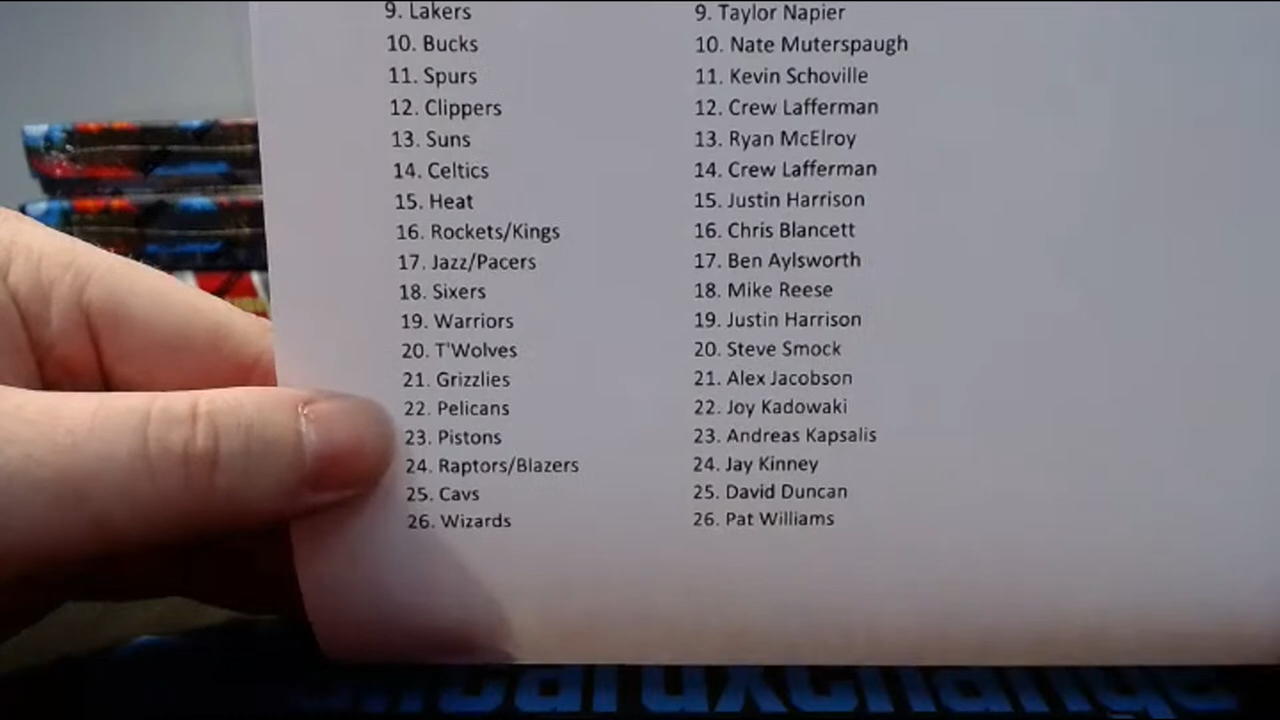 9. Lakers 9. Taylor Napier
10. Bucks 10. Nate Muterspaugh
11. Spurs 11. Kevin Schoville
12. Clippers 12. Crew Lafferman
13. Suns 13. Ryan McElroy
14. Celtics 14. Crew Lafferman
15. Heat 15. Justin Harrison
16. Rockets/Kings 16. Chris Blancett
17. Jazz/Pacers 17. Ben Aylsworth
18. Sixers 18. Mike Reese
19. Warriors 19. Justin Harrison
20. T'Wolves 20. Steve Smock
21. Grizzlies 21. Alex Jacobson
22. Pelicans 22. Joy Kadowaki
23. Pistons 23. Andreas Kapsalis
24. Raptors/Blazers 24. Jay Kinney
25. Cavs 25. David Duncan
26. Wizards 26. Pat Williams